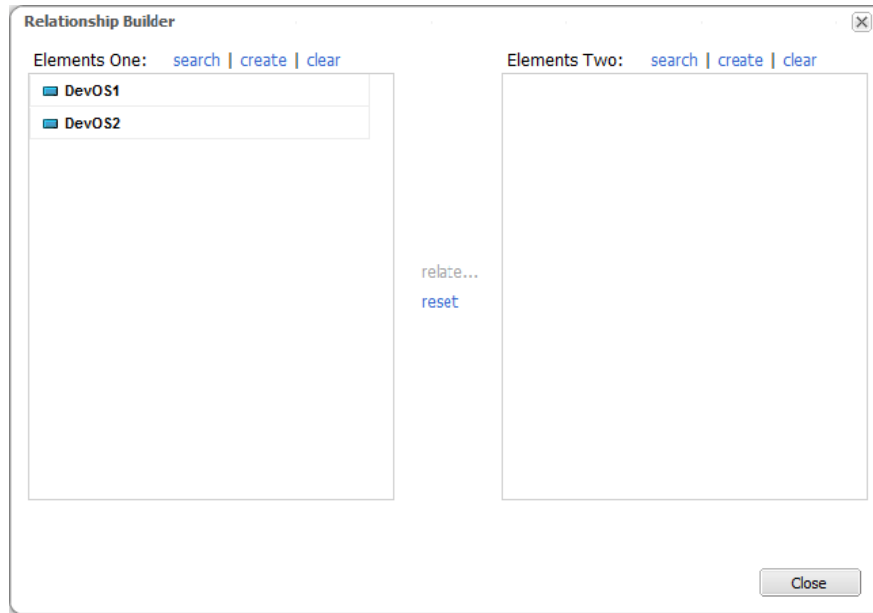 Relationship Builder
Elements One: search | create | clear
Elements Two: search | create | clear
DevOS1
DevOS2
relate...
reset
Close